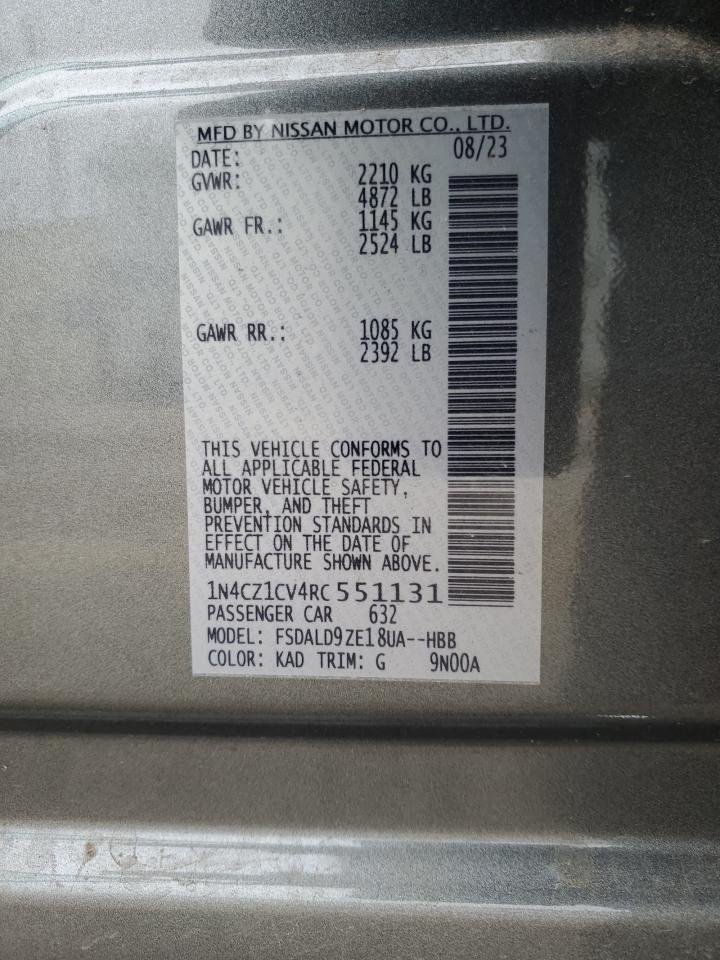 MFD BY NISSAN MOTOR CO., LTD.
DATE: 08/23
GVWR: 2210 KG
4872 LB
GAWR FR.: 1145 KG
2524 LB
GAWR RR.: 1085 KG
2392 LB
THIS VEHICLE CONFORMS TO
ALL APPLICABLE FEDERAL
MOTOR VEHICLE SAFETY,
BUMPER, AND THEFT
PREVENTION STANDARDS IN
EFFECT ON THE DATE OF
MANUFACTURE SHOWN ABOVE.
1N4CZ1CV4RC551131
PASSENGER CAR 632
MODEL: FSDALD9ZE18UA--HBB
COLOR: KAD TRIM: G 9N00A